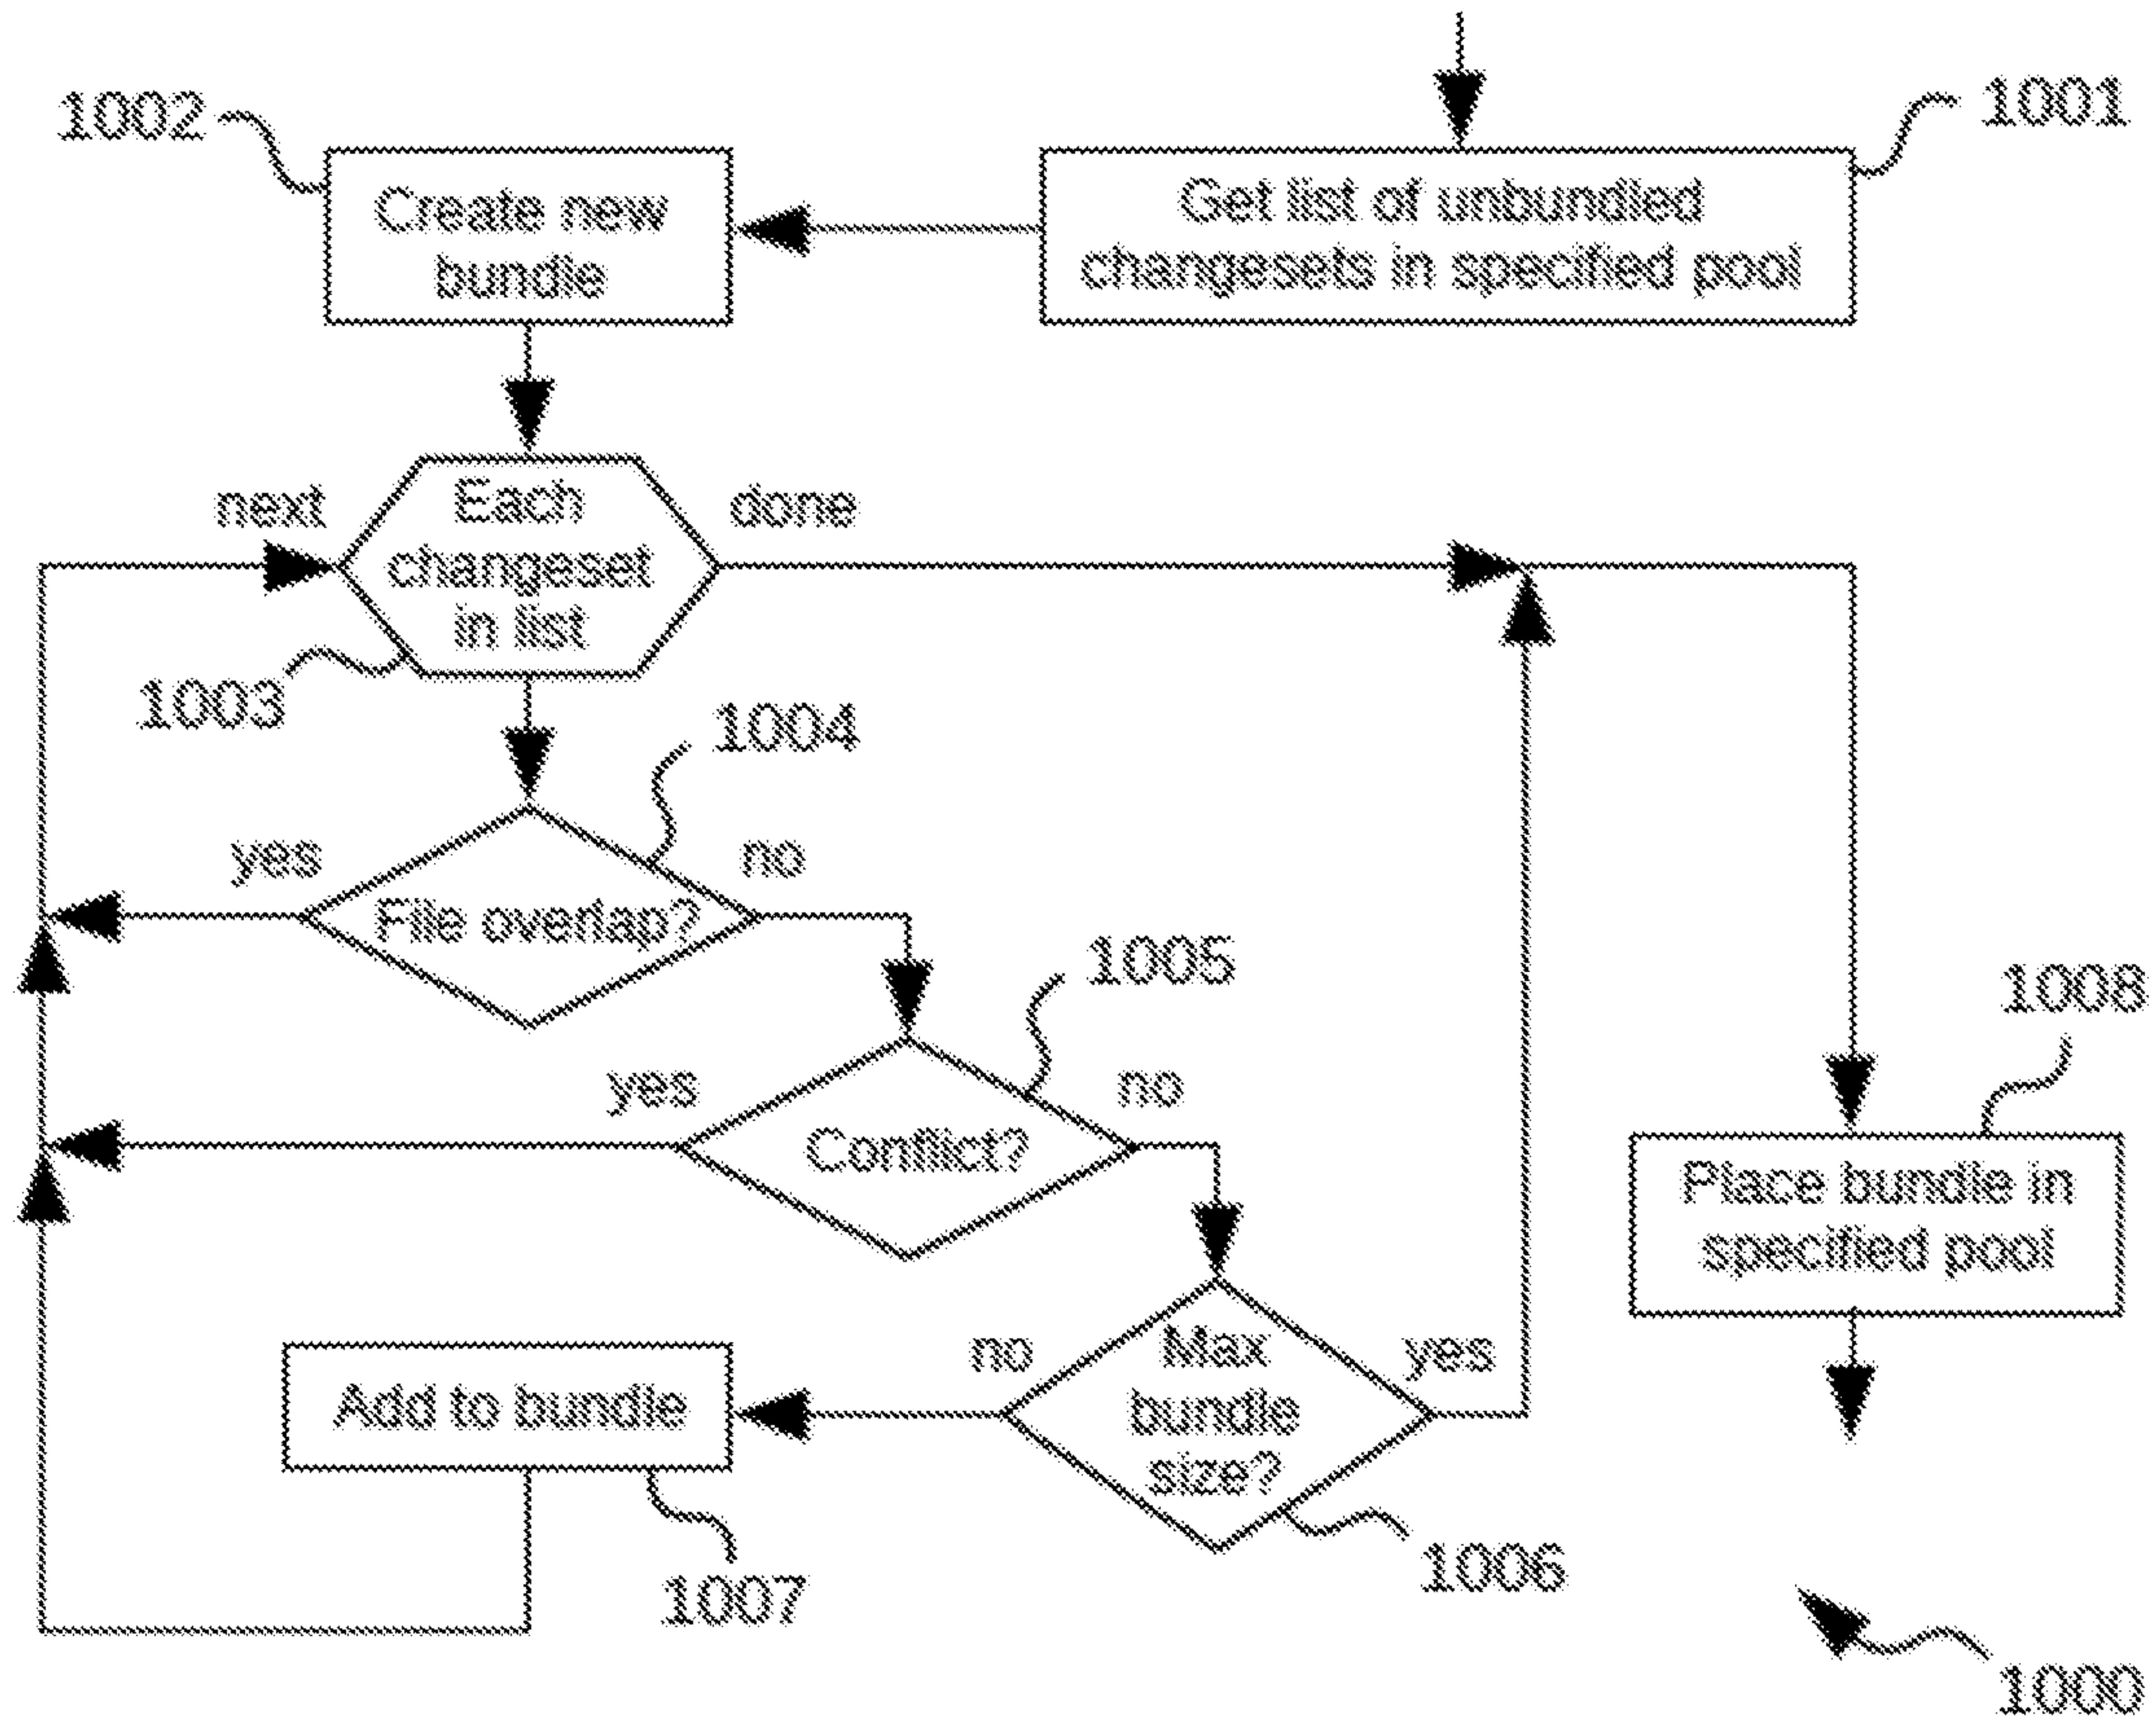 1002
1001
Create new
bundle
Get list of unbundled
changesets in specified pool
next
Each
changeset
in list
done
1003
1004
yes
File overlap?
no
1005
1008
yes
Conflict?
no
Place bundle in
specified pool
Add to bundle
no
Max
bundle
size?
yes
1007
1006
1000